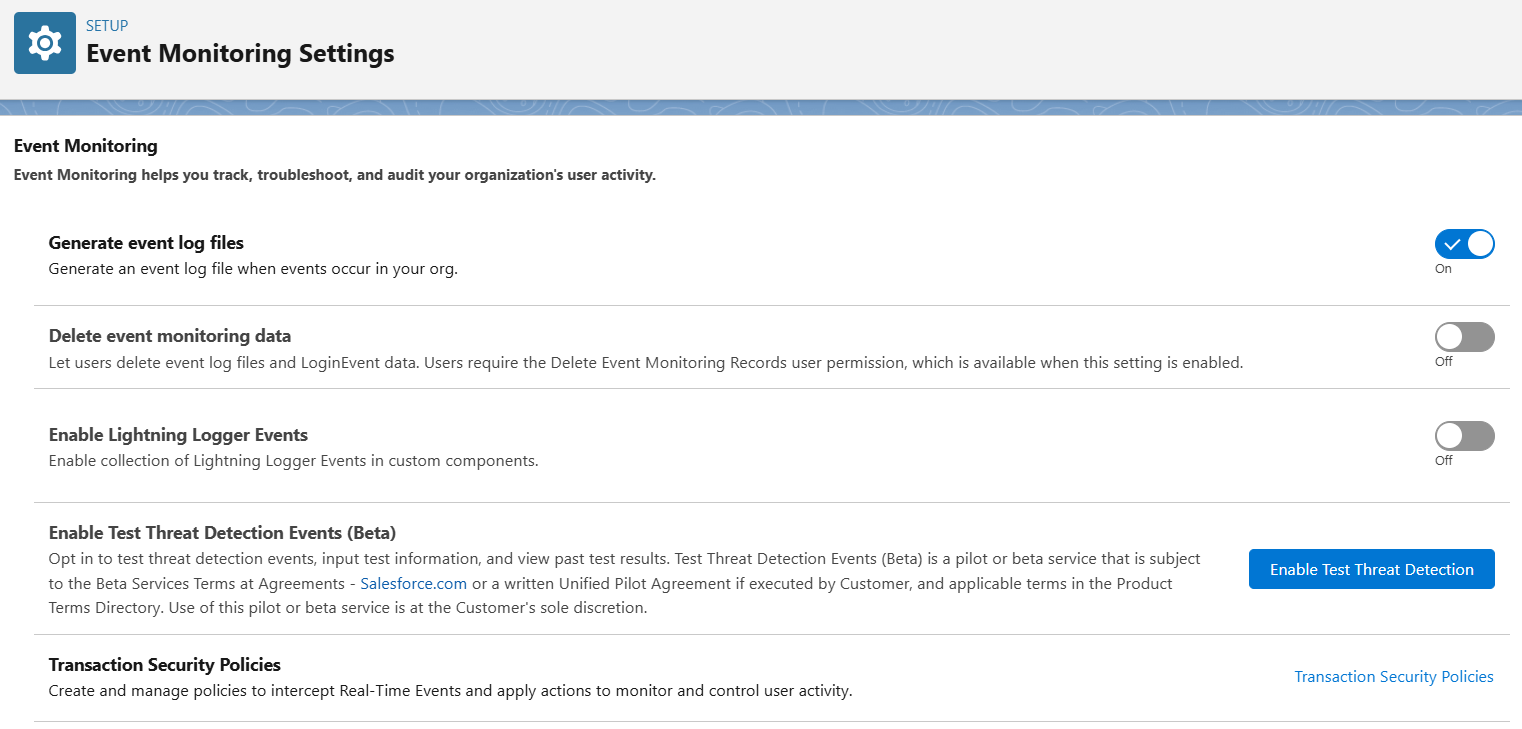 SETUP
Event Monitoring Settings
Event Monitoring
Event Monitoring helps you track, troubleshoot, and audit your organization's user activity.
Generate event log files
Generate an event log file when events occur in your org.
On
Delete event monitoring data
Let users delete event log files and LoginEvent data. Users require the Delete Event Monitoring Records user permission, which is available when this setting is enabled.
Off
Enable Lightning Logger Events
Enable collection of Lightning Logger Events in custom components.
Off
Enable Test Threat Detection Events (Beta)
Opt in to test threat detection events, input test information, and view past test results. Test Threat Detection Events (Beta) is a pilot or beta service that is subject
to the Beta Services Terms at Agreements - Salesforce.com or a written Unified Pilot Agreement if executed by Customer, and applicable terms in the Product
Terms Directory. Use of this pilot or beta service is at the Customer's sole discretion.
Enable Test Threat Detection
Transaction Security Policies
Create and manage policies to intercept Real-Time Events and apply actions to monitor and control user activity.
Transaction Security Policies